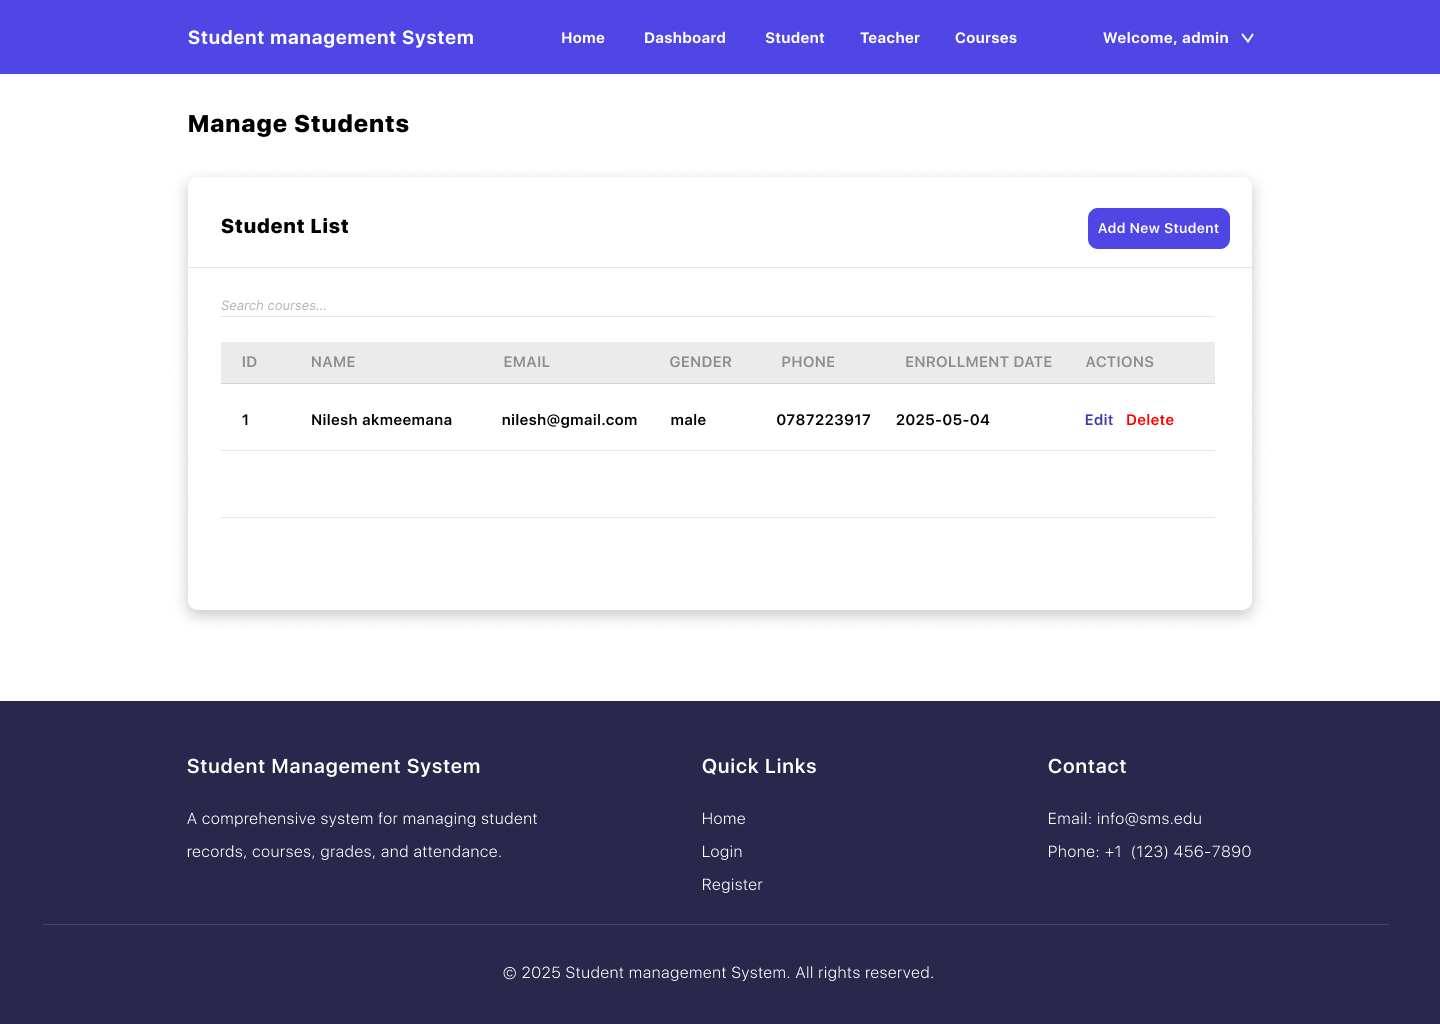 Student management System Home Dashboard Student Teacher Courses Welcome, admin
Manage Students
Student List
Add New Student
Search courses...
ID NAME EMAIL GENDER PHONE ENROLLMENT DATE ACTIONS
1 Nilesh akmeemana nilesh@gmail.com male 0787223917 2025-05-04 Edit Delete
Student Management System
A comprehensive system for managing student
records, courses, grades, and attendance.
Quick Links
Home
Login
Register
Contact
Email: info@sms.edu
Phone: +1 (123) 456-7890
© 2025 Student management System. All rights reserved.